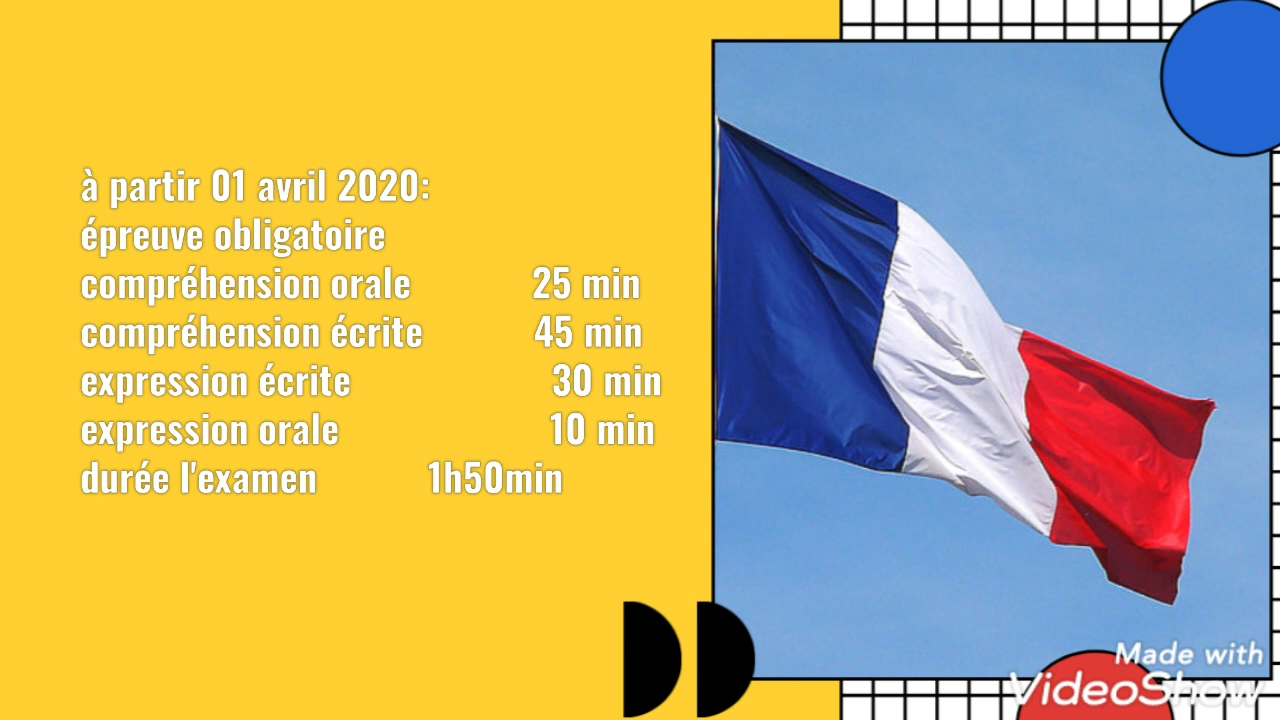 à partir 01 avril 2020:
épreuve obligatoire
compréhension orale 25 min
compréhension écrite 45 min
expression écrite 30 min
expression orale 10 min
durée l'examen 1h50min
Made with
VideoShow